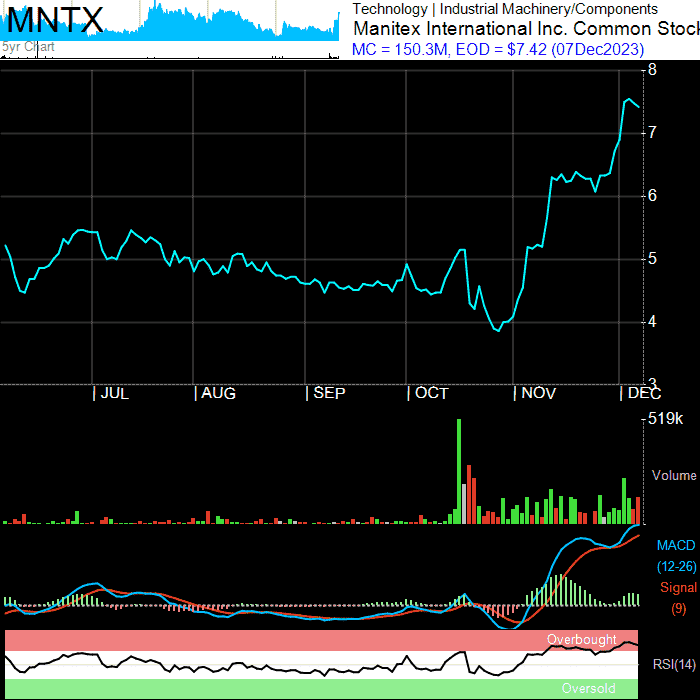 MNTX
Technology | Industrial Machinery/Components
Manitex International Inc. Common Stoc
5yr Chart
MC = 150.3M, EOD = $7.42 (07Dec2023)
8
7
6
5
4
3
| JUL | AUG | SEP | OCT | NOV | DEC
519k
Volume
MACD
(12-26)
Signal
(9)
Overbought
RSI(14)
Oversold